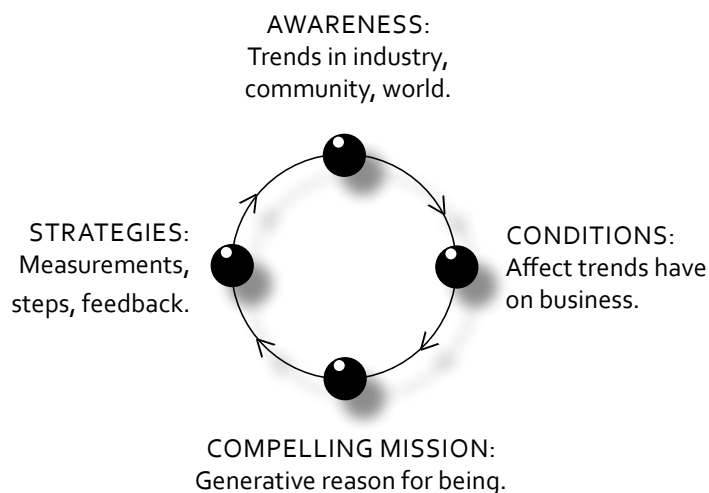 AWARENESS:
Trends in industry,
community, world.
CONDITIONS:
Affect trends have
on business.
COMPELLING MISSION:
Generative reason for being.
STRATEGIES:
Measurements,
steps, feedback.